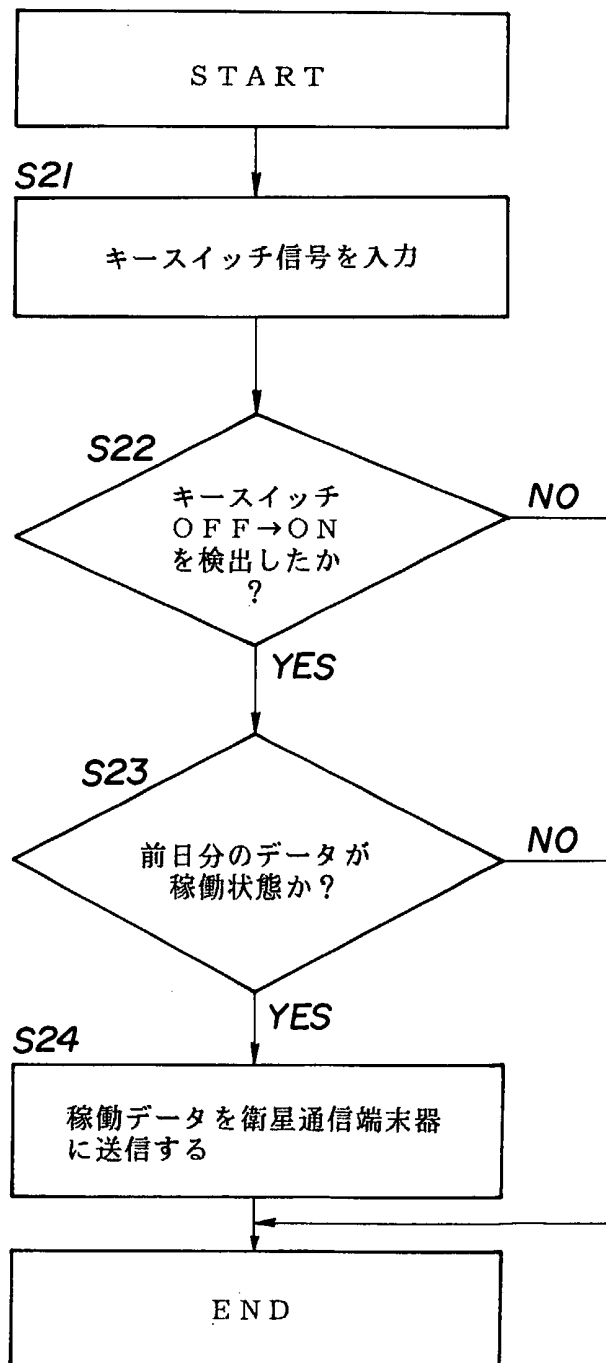 START
S21
キースイッチ信号を入力
S22
キースイッチ
OFF→ON
を検出したか
?
NO
YES
S23
前日分のデータが
稼働状態か?
NO
YES
S24
稼働データを衛星通信端末器
に送信する
END